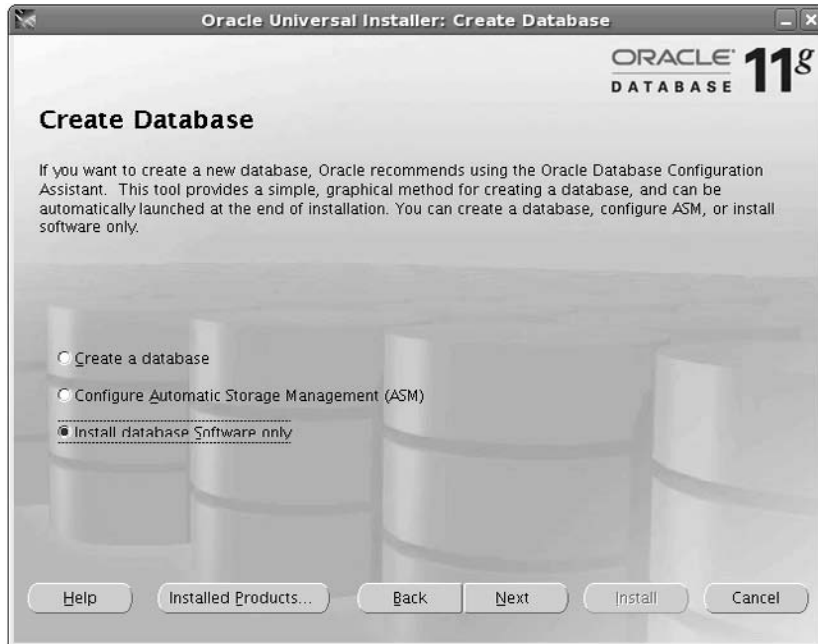 Oracle Universal Installer: Create Database
ORACLE
DATABASE 11g
Create Database
If you want to create a new database, Oracle recommends using the Oracle Database Configuration
Assistant. This tool provides a simple, graphical method for creating a database, and can be
automatically launched at the end of installation. You can create a database, configure ASM, or install
software only.
Create a database
Configure Automatic Storage Management (ASM)
Install database Software only
Help Installed Products... Back Next Install Cancel